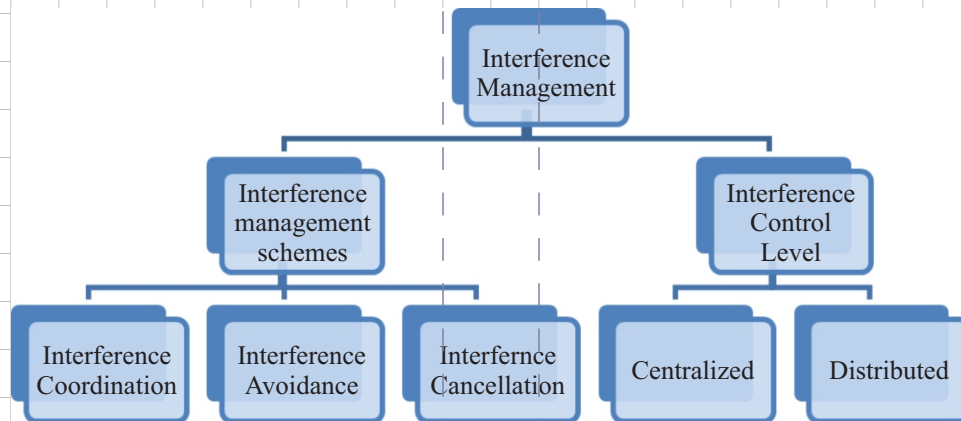 Interference
Management
Interference
management
schemes
Interference
Control
Level
Interference
Coordination
Interference
Avoidance
Interfernce
Cancellation
Centralized
Distributed